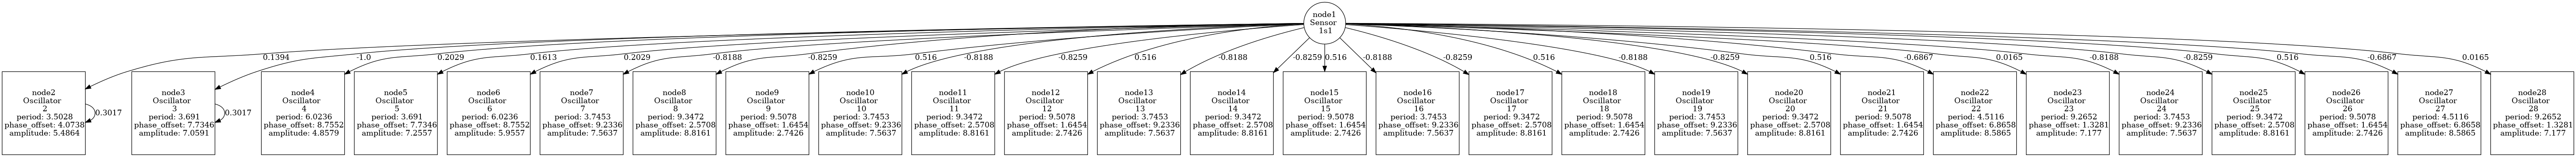 node1
Sensor
1s1
0.1394
-1.0
0.2029
0.1613
0.2029
-0.8188
-0.8259
0.516
-0.8188
-0.8259
0.516
-0.8188
-0.8259
0.516
-0.8188
-0.8259
0.516
-0.8188
-0.8259
0.516
-0.6867
0.0165
-0.8188
-0.8259
0.516
-0.6867
0.0165
node2
Oscillator
2
period: 3.5028
phase_offset: 4.0738
amplitude: 5.4864
0.3017
node3
Oscillator
3
period: 3.691
phase_offset: 7.7346
amplitude: 7.0591
0.3017
node4
Oscillator
4
period: 6.0236
phase_offset: 8.7552
amplitude: 4.8579
node5
Oscillator
5
period: 3.691
phase_offset: 7.7346
amplitude: 7.2557
node6
Oscillator
6
period: 6.0236
phase_offset: 8.7552
amplitude: 5.9557
node7
Oscillator
7
period: 3.7453
phase_offset: 9.2336
amplitude: 7.5637
node8
Oscillator
8
period: 9.3472
phase_offset: 2.5708
amplitude: 8.8161
node9
Oscillator
9
period: 9.5078
phase_offset: 1.6454
amplitude: 2.7426
node10
Oscillator
10
period: 3.7453
phase_offset: 9.2336
amplitude: 7.5637
node11
Oscillator
11
period: 9.3472
phase_offset: 2.5708
amplitude: 8.8161
node12
Oscillator
12
period: 9.5078
phase_offset: 1.6454
amplitude: 2.7426
node13
Oscillator
13
period: 3.7453
phase_offset: 9.2336
amplitude: 7.5637
node14
Oscillator
14
period: 9.3472
phase_offset: 2.5708
amplitude: 8.8161
node15
Oscillator
15
period: 9.5078
phase_offset: 1.6454
amplitude: 2.7426
node16
Oscillator
16
period: 3.7453
phase_offset: 9.2336
amplitude: 7.5637
node17
Oscillator
17
period: 9.3472
phase_offset: 2.5708
amplitude: 8.8161
node18
Oscillator
18
period: 9.5078
phase_offset: 1.6454
amplitude: 2.7426
node19
Oscillator
19
period: 3.7453
phase_offset: 9.2336
amplitude: 7.5637
node20
Oscillator
20
period: 9.3472
phase_offset: 2.5708
amplitude: 8.8161
node21
Oscillator
21
period: 9.5078
phase_offset: 1.6454
amplitude: 2.7426
node22
Oscillator
22
period: 4.5116
phase_offset: 6.8658
amplitude: 8.5865
node23
Oscillator
23
period: 9.2652
phase_offset: 1.3281
amplitude: 7.177
node24
Oscillator
24
period: 3.7453
phase_offset: 9.2336
amplitude: 7.5637
node25
Oscillator
25
period: 9.3472
phase_offset: 2.5708
amplitude: 8.8161
node26
Oscillator
26
period: 9.5078
phase_offset: 1.6454
amplitude: 2.7426
node27
Oscillator
27
period: 4.5116
phase_offset: 6.8658
amplitude: 8.5865
node28
Oscillator
28
period: 9.2652
phase_offset: 1.3281
amplitude: 7.177